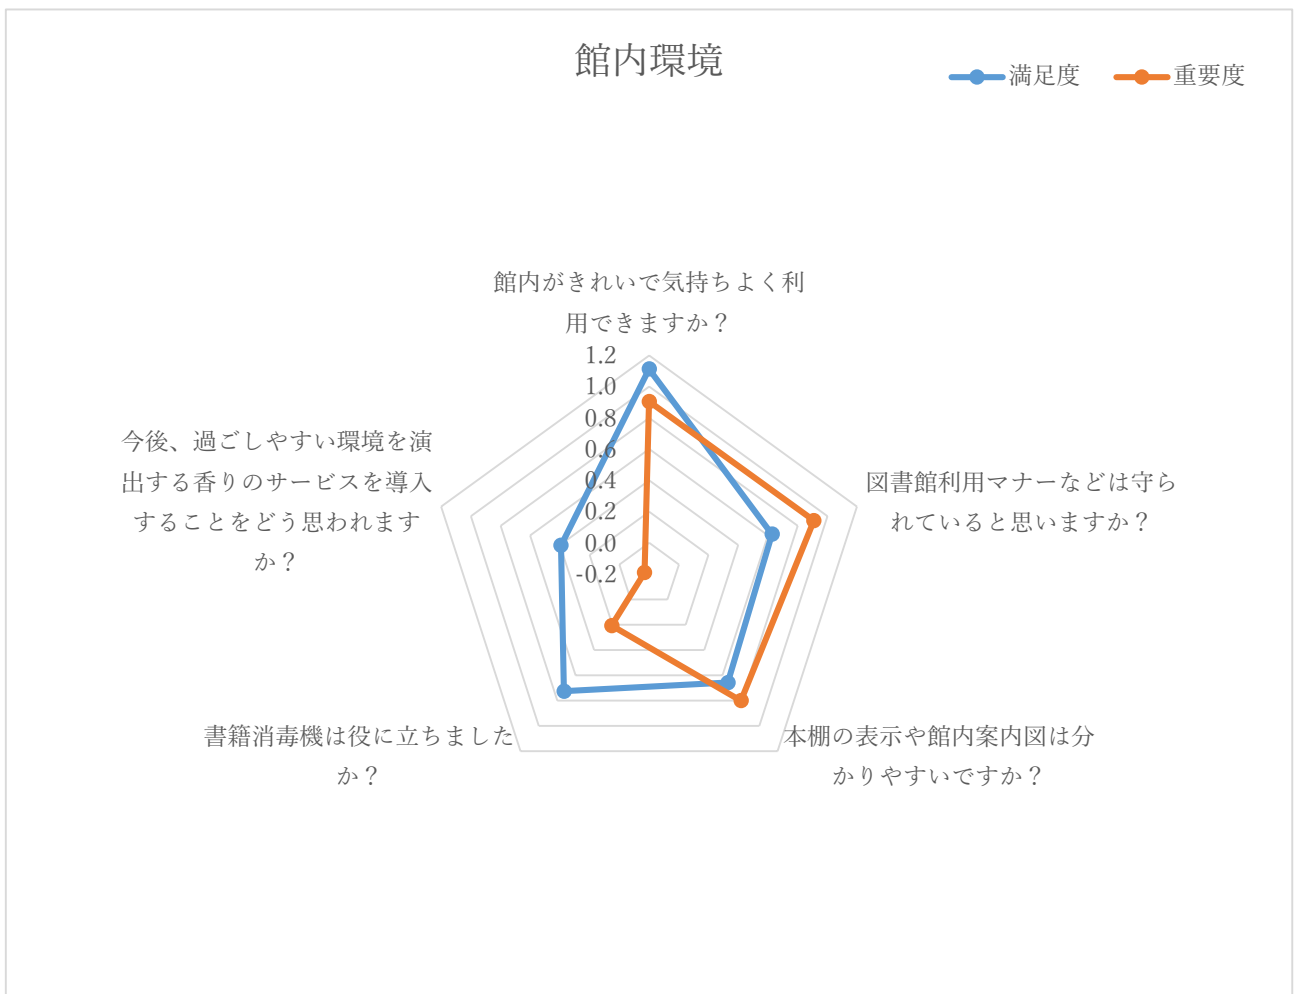 館内環境
満足度
重要度
館内がきれいで気持ちよく利
用できますか？
1.2
1.0
0.8
0.6
0.4
0.2
0.0
-0.2
図書館利用マナーなどは守ら
れていると思いますか？
本棚の表示や館内案内図は分
かりやすいですか？
書籍消毒機は役に立ちました
か？
今後、過ごしやすい環境を演
出する香りのサービスを導入
することをどう思われます
か？